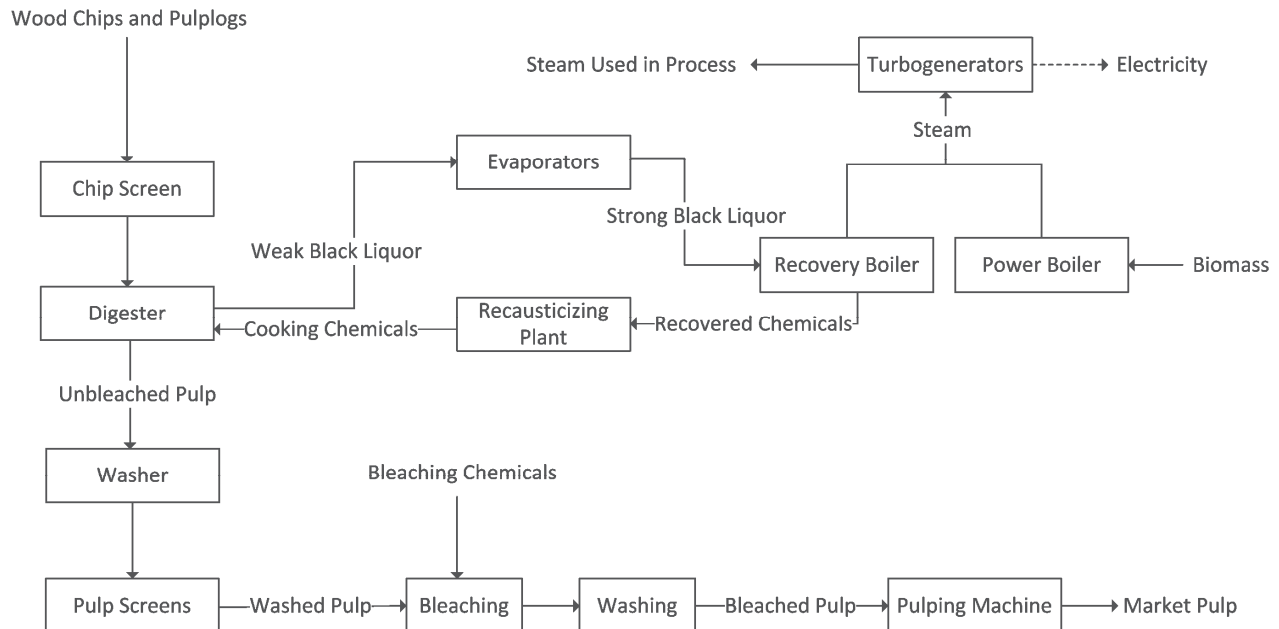 Wood Chips and Pulplogs
Steam Used in Process
Turbogenerators
Electricity
Steam
Evaporators
Chip Screen
Strong Black Liquor
Weak Black Liquor
Recovery Boiler
Power Boiler
Biomass
Digester
Cooking Chemicals
Recausticizing
Plant
Recovered Chemicals
Unbleached Pulp
Washer
Bleaching Chemicals
Pulp Screens
Washed Pulp
Bleaching
Washing
Bleached Pulp
Pulping Machine
Market Pulp